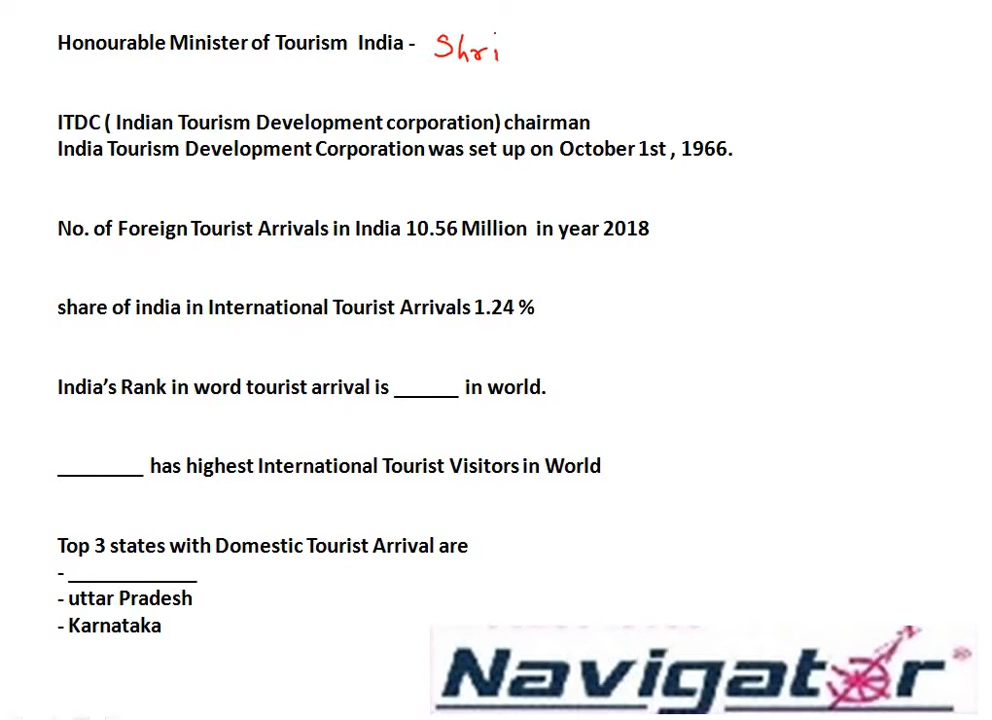 Honourable Minister of Tourism India - Shri
ITDC ( Indian Tourism Development corporation) chairman
India Tourism Development Corporation was set up on October 1st , 1966.
No. of Foreign Tourist Arrivals in India 10.56 Million in year 2018
share of india in International Tourist Arrivals 1.24 %
India's Rank in word tourist arrival is ______ in world.
________ has highest International Tourist Visitors in World
Top 3 states with Domestic Tourist Arrival are
- ____________
- uttar Pradesh
- Karnataka
Navigator